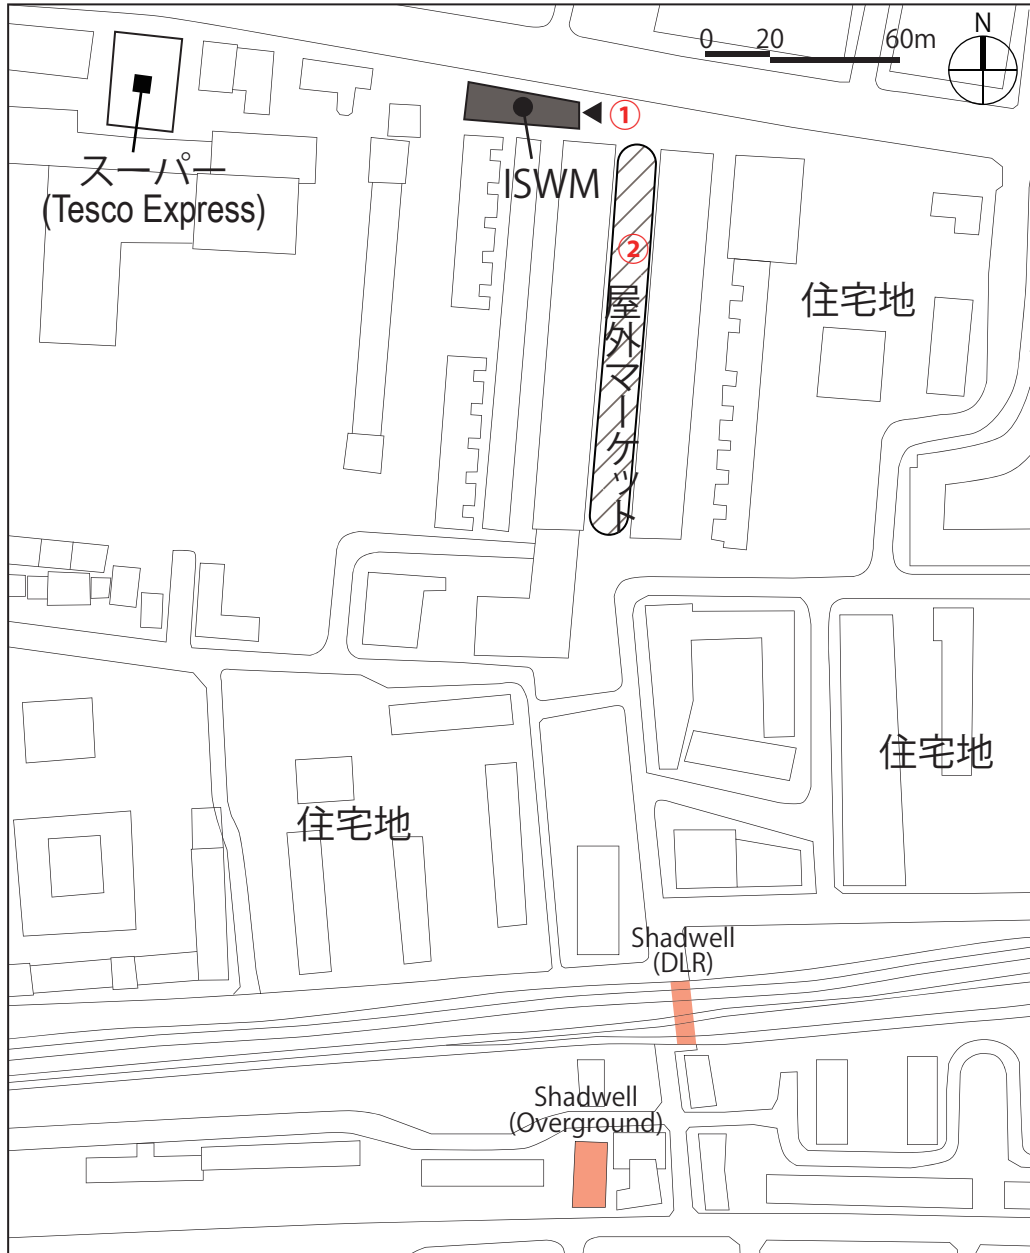 N
0 20 60m
①
スーパー
(Tesco Express)
ISWM
②
屋外マーケット
住宅地
住宅地
住宅地
Shadwell
(DLR)
Shadwell
(Overground)